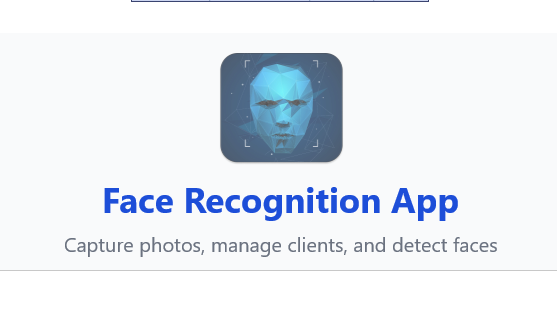 Face Recognition App
Capture photos, manage clients, and detect faces